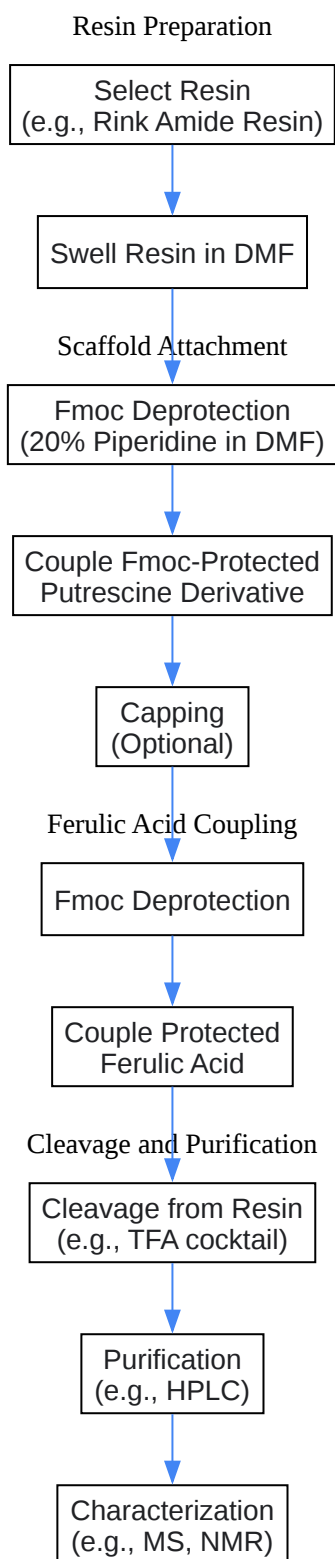 Resin Preparation
Select Resin
(e.g., Rink Amide Resin)
Swell Resin in DMF
Scaffold Attachment
Fmoc Deprotection
(20% Piperidine in DMF)
Couple Fmoc-Protected
Putrescine Derivative
Capping
(Optional)
Ferulic Acid Coupling
Fmoc Deprotection
Couple Protected
Ferulic Acid
Cleavage and Purification
Cleavage from Resin
(e.g., TFA cocktail)
Purification
(e.g., HPLC)
Characterization
(e.g., MS, NMR)